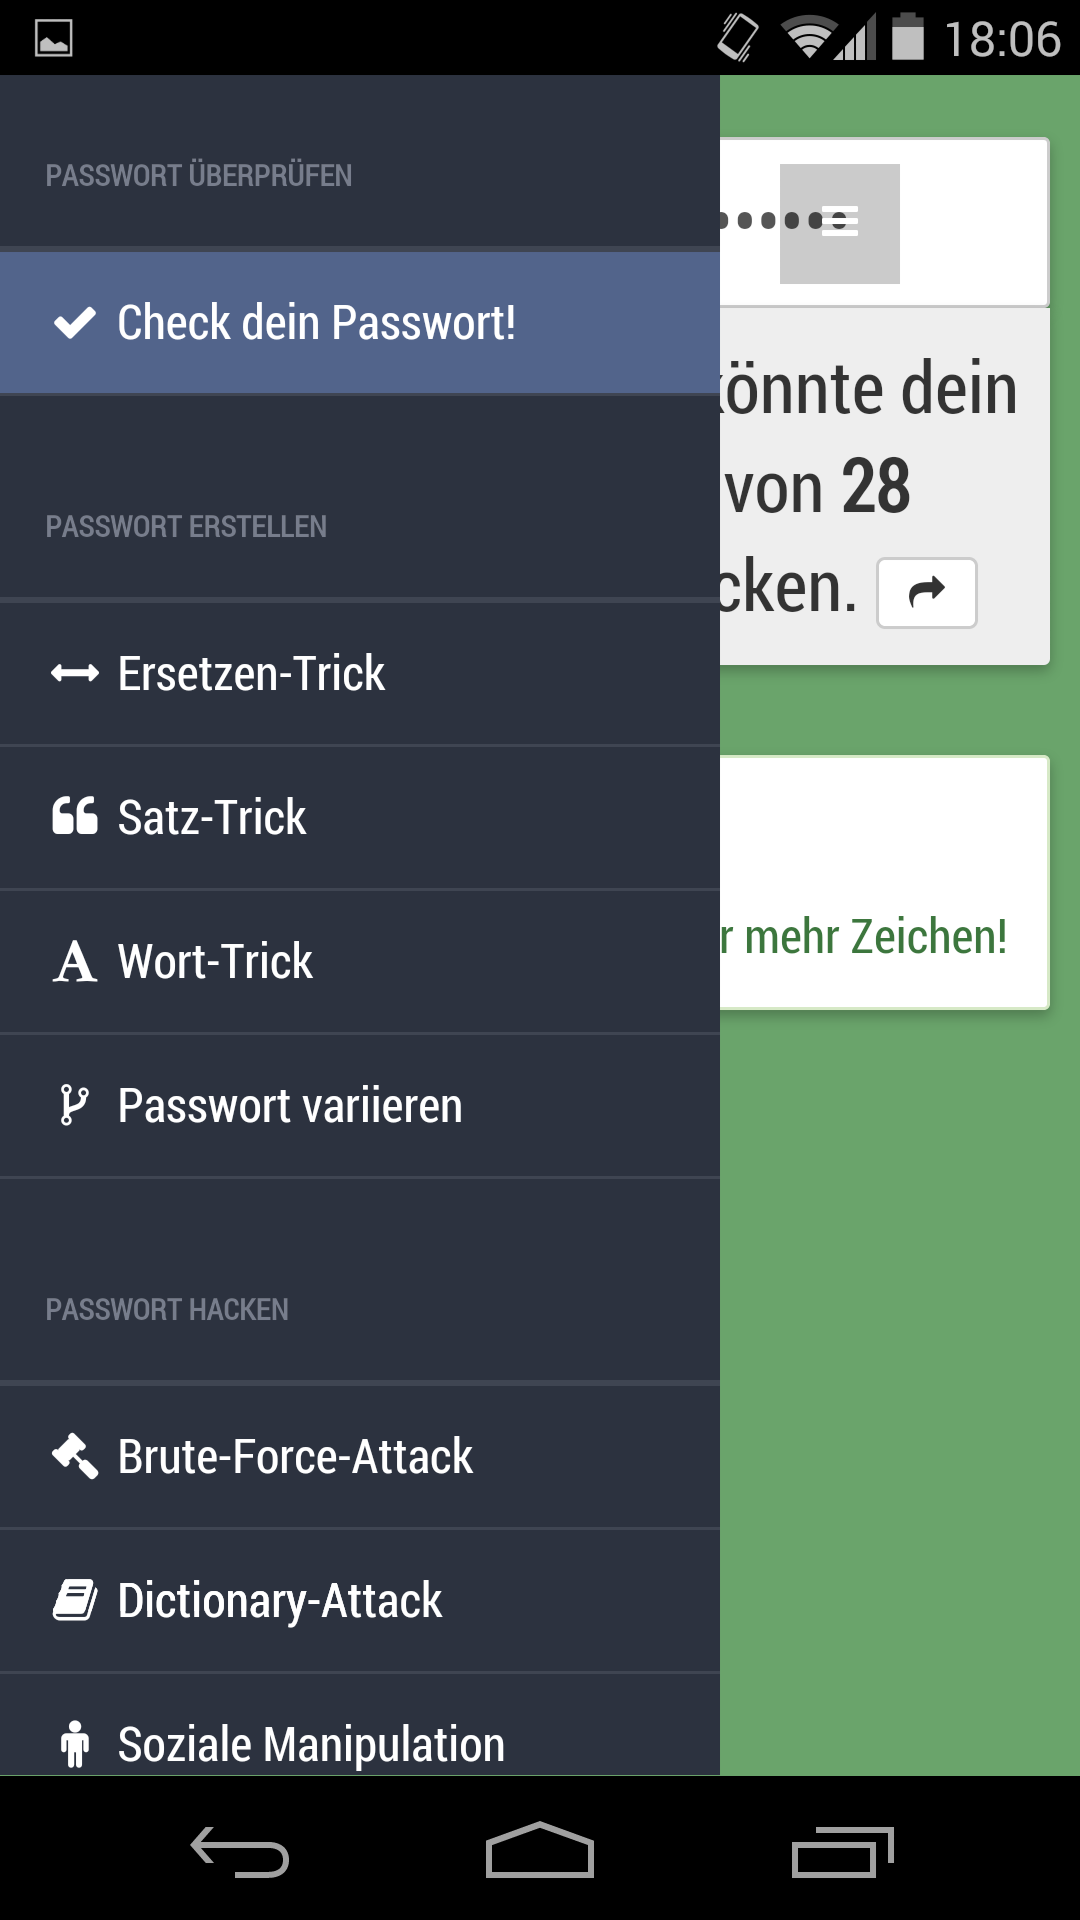 18:06
PASSWORT ÜBERPRÜFEN
Check dein Passwort!
könnte dein
von 28
cken.
PASSWORT ERSTELLEN
Ersetzen-Trick
Satz-Trick
Wort-Trick
r mehr Zeichen!
Passwort variieren
PASSWORT HACKEN
Brute-Force-Attack
Dictionary-Attack
Soziale Manipulation